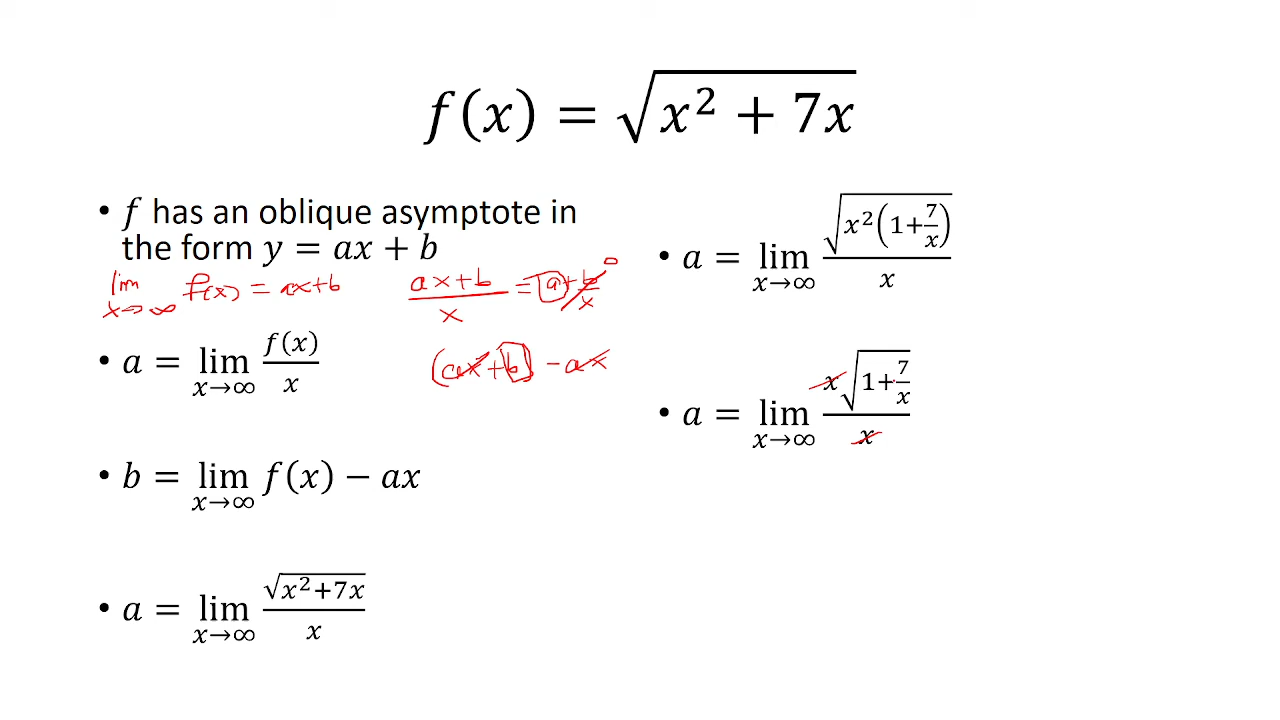 f(x) = √(x² + 7x)
• f has an oblique asymptote in
the form y = ax + b
lim x→∞ f(x) = ax+b
(ax+b)/x = a + b/x 0
• a = lim x→∞ f(x)/x
(ax+b) - ax
• b = lim x→∞ f(x) − ax
• a = lim x→∞ √(x²+7x)/x
• a = lim x→∞ √(x²(1+7/x))/x
• a = lim x→∞ x√(1+7/x)/x